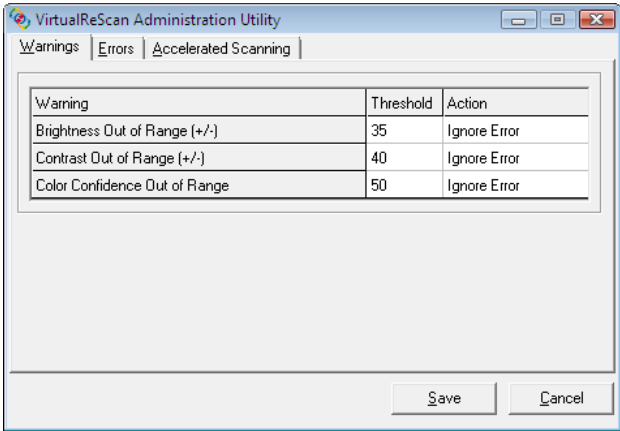 VirtualReScan Administration Utility
Warnings Errors Accelerated Scanning
Warning Threshold Action
Brightness Out of Range (+/-) 35 Ignore Error
Contrast Out of Range (+/-) 40 Ignore Error
Color Confidence Out of Range 50 Ignore Error
Save Cancel